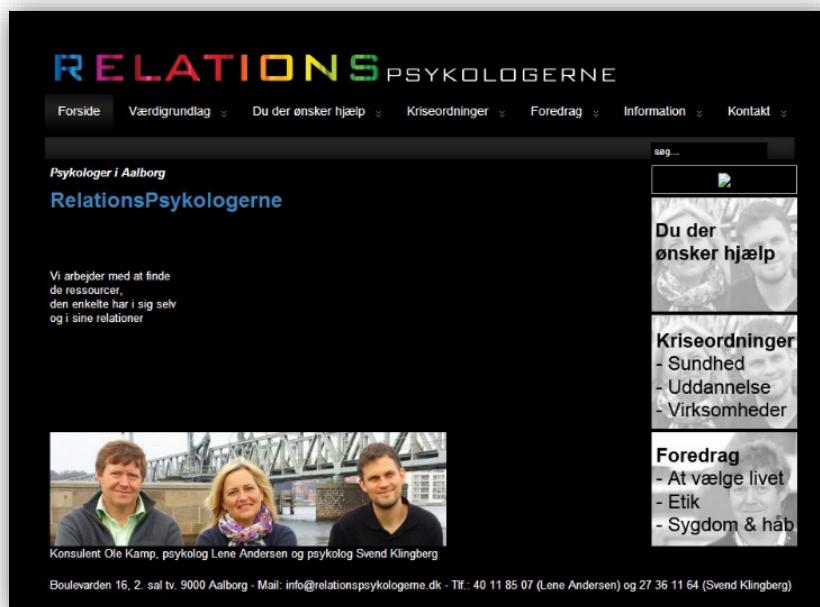 RELATIONSPSYKOLOGERNE
Forside Værdigrundlag Du der ønsker hjælp Kriseordninger Foredrag Information Kontakt
søg...
Psykologer i Aalborg
RelationsPsykologerne
Vi arbejder med at finde
de ressourcer,
den enkelte har i sig selv
og i sine relationer
Du der
ønsker hjælp
Kriseordninger
- Sundhed
- Uddannelse
- Virksomheder
Foredrag
- At vælge livet
- Etik
- Sygdom & håb
Konsulent Ole Kamp, psykolog Lene Andersen og psykolog Svend Klingberg
Boulevarden 16, 2. sal tv. 9000 Aalborg - Mail: info@relationspsykologerne.dk - Tlf.: 40 11 85 07 (Lene Andersen) og 27 36 11 64 (Svend Klingberg)